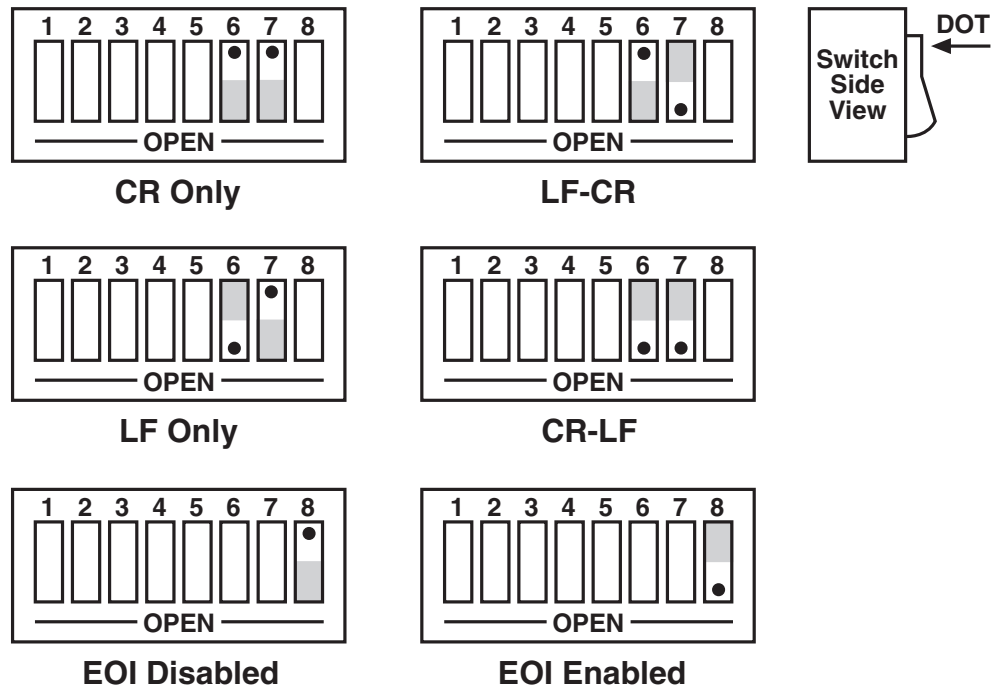 1 2 3 4 5 6 7 8
OPEN
CR Only
1 2 3 4 5 6 7 8
OPEN
LF-CR
DOT
Switch
Side
View
1 2 3 4 5 6 7 8
OPEN
LF Only
1 2 3 4 5 6 7 8
OPEN
CR-LF
1 2 3 4 5 6 7 8
OPEN
EOI Disabled
1 2 3 4 5 6 7 8
OPEN
EOI Enabled